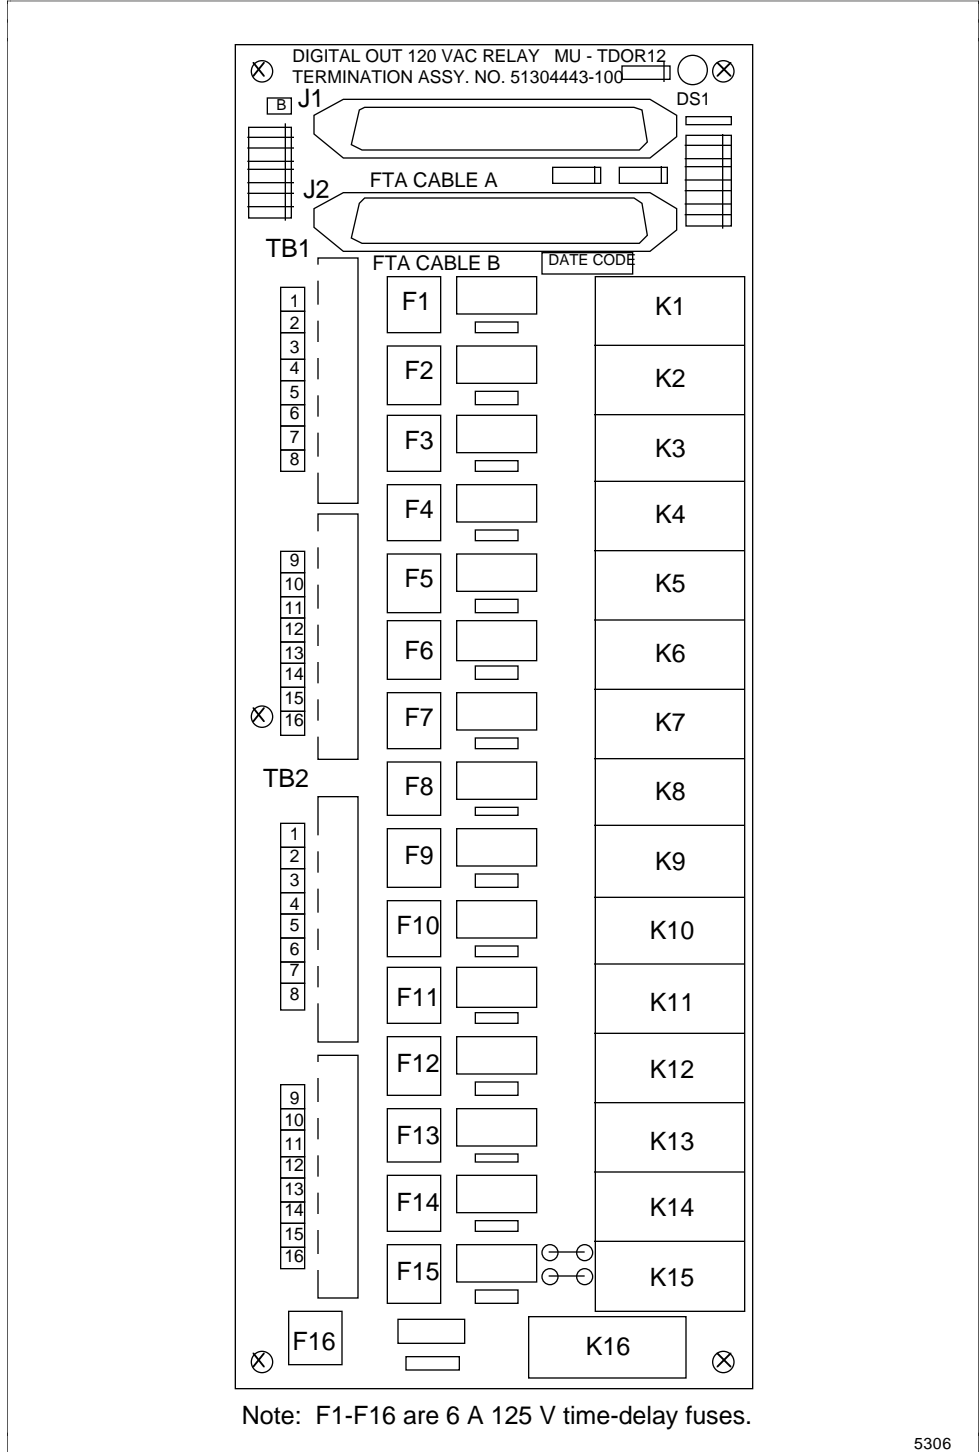 DIGITAL OUT 120 VAC RELAY MU - TDOR12
TERMINATION ASSY. NO. 51304443-100
DS1
B
J1
FTA CABLE A
J2
TB1
FTA CABLE B
DATE CODE
1
2
3
4
5
6
7
8
9
10
11
12
13
14
15
16
TB2
1
2
3
4
5
6
7
8
9
10
11
12
13
14
15
16
F1 K1
F2 K2
F3 K3
F4 K4
F5 K5
F6 K6
F7 K7
F8 K8
F9 K9
F10 K10
F11 K11
F12 K12
F13 K13
F14 K14
F15 K15
F16 K16
Note: F1-F16 are 6 A 125 V time-delay fuses.
5306